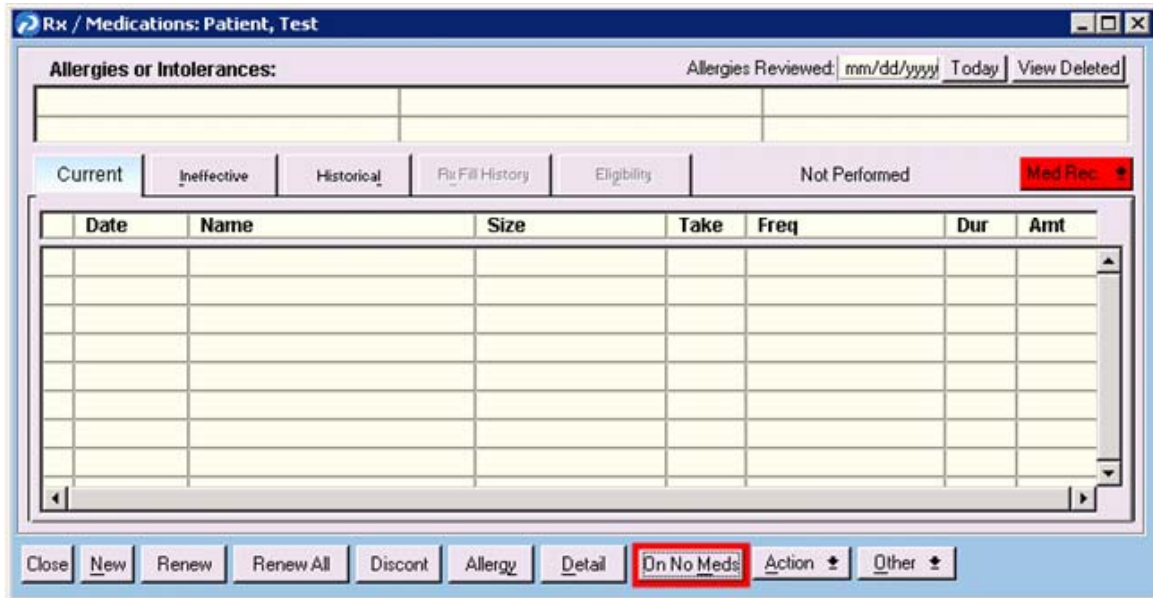 Rx / Medications: Patient, Test
Allergies or Intolerances: Allergies Reviewed: mm/dd/yyyy Today View Deleted
Current Ineffective Historical Rx Fill History Eligibility Not Performed Med Rec.
Date Name Size Take Freq Dur Amt
Close New Renew Renew All Discont Allergy Detail On No Meds Action Other